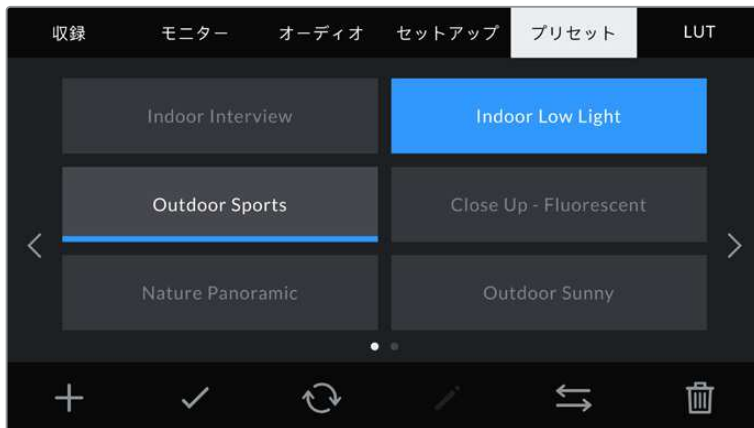 収録 モニター オーディオ セットアップ プリセット LUT
Indoor Interview Indoor Low Light
Outdoor Sports Close Up - Fluorescent
Nature Panoramic Outdoor Sunny